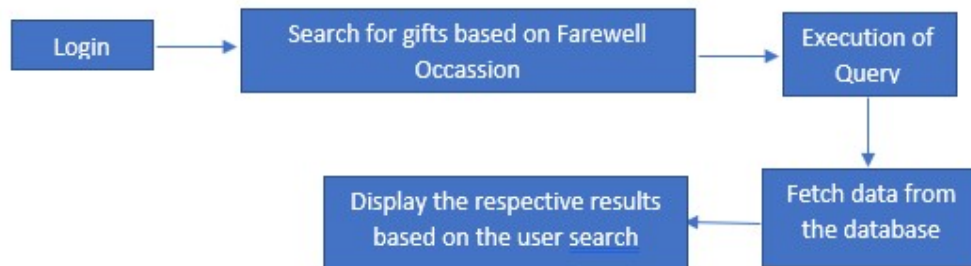 Login
Search for gifts based on Farewell
Occassion
Execution of
Query
Fetch data from
the database
Display the respective results
based on the user search